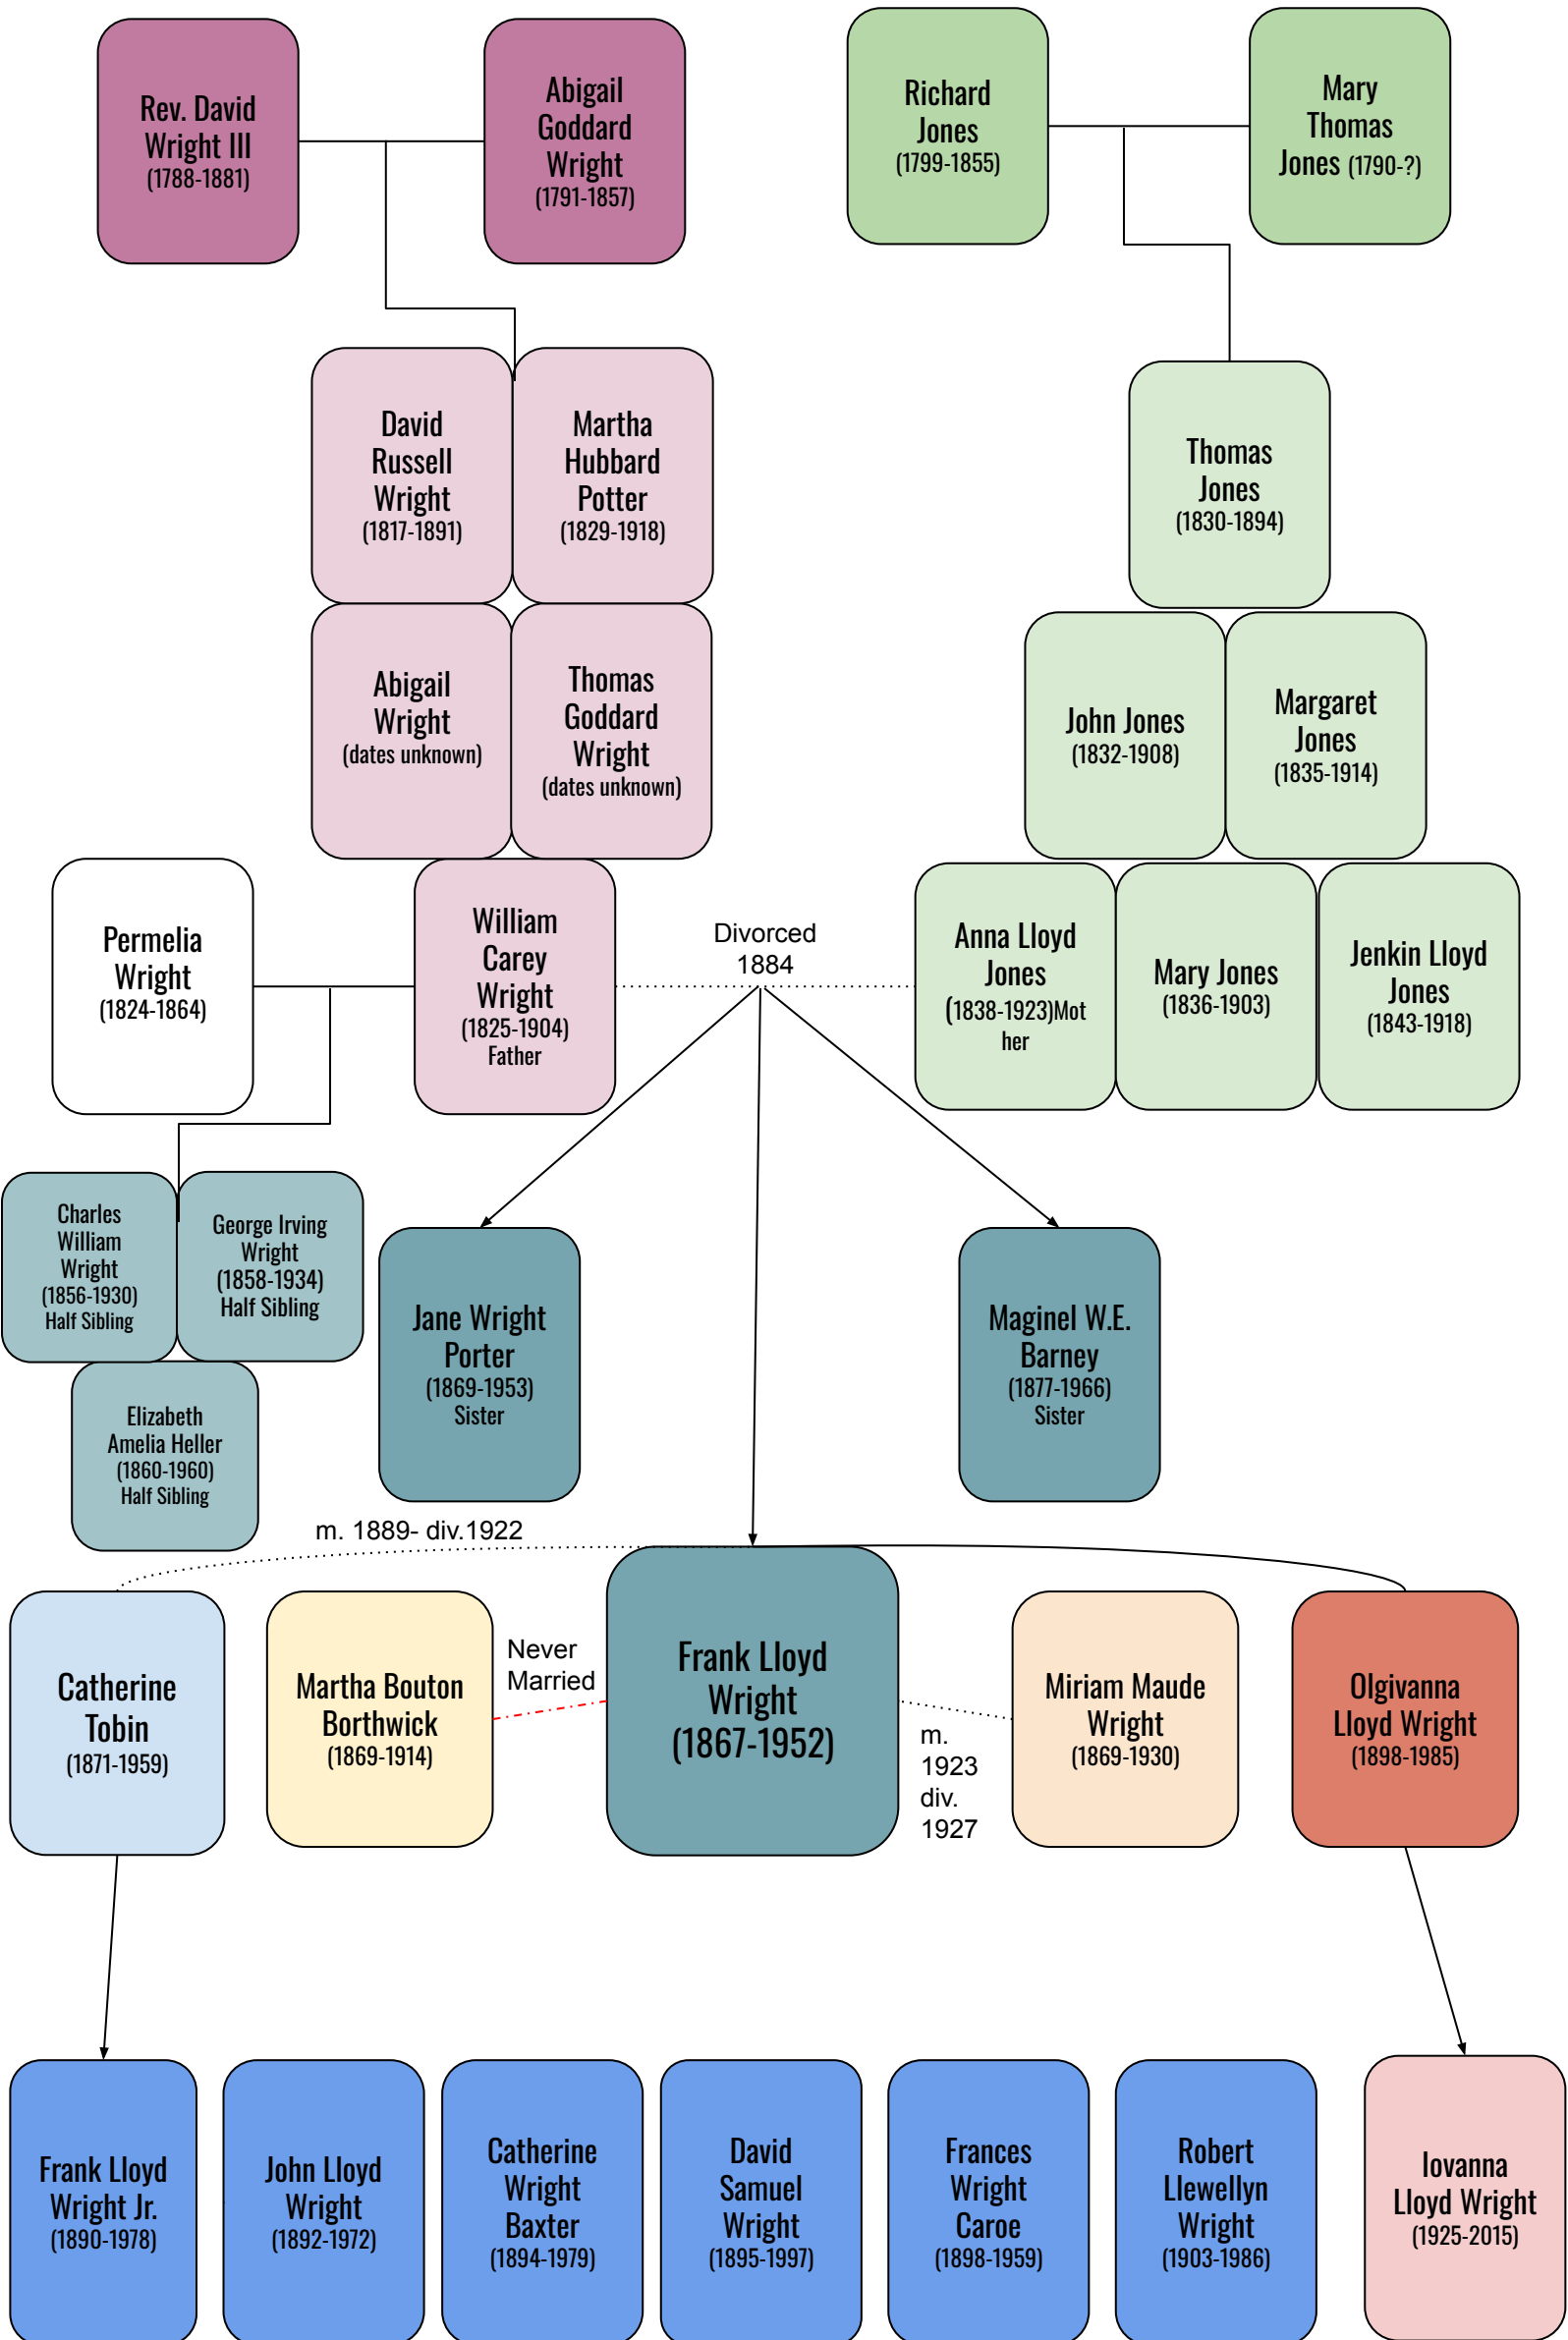 Rev. David
Wright III
(1788-1881)
Abigail
Goddard
Wright
(1791-1857)
Richard
Jones
(1799-1855)
Mary
Thomas
Jones (1790-?)
David
Russell
Wright
(1817-1891)
Martha
Hubbard
Potter
(1829-1918)
Thomas
Jones
(1830-1894)
Abigail
Wright
(dates unknown)
Thomas
Goddard
Wright
(dates unknown)
John Jones
(1832-1908)
Margaret
Jones
(1835-1914)
Permelia
Wright
(1824-1864)
William
Carey
Wright
(1825-1904)
Father
Divorced
1884
Anna Lloyd
Jones
(1838-1923)Mot
her
Mary Jones
(1836-1903)
Jenkin Lloyd
Jones
(1843-1918)
Charles
William
Wright
(1856-1930)
Half Sibling
George Irving
Wright
(1858-1934)
Half Sibling
Elizabeth
Amelia Heller
(1860-1960)
Half Sibling
Jane Wright
Porter
(1869-1953)
Sister
Maginel W.E.
Barney
(1877-1966)
Sister
m. 1889- div.1922
Catherine
Tobin
(1871-1959)
Martha Bouton
Borthwick
(1869-1914)
Never
Married
Frank Lloyd
Wright
(1867-1952)
m.
1923
div.
1927
Miriam Maude
Wright
(1869-1930)
Olgivanna
Lloyd Wright
(1898-1985)
Frank Lloyd
Wright Jr.
(1890-1978)
John Lloyd
Wright
(1892-1972)
Catherine
Wright
Baxter
(1894-1979)
David
Samuel
Wright
(1895-1997)
Frances
Wright
Caroe
(1898-1959)
Robert
Llewellyn
Wright
(1903-1986)
Iovanna
Lloyd Wright
(1925-2015)